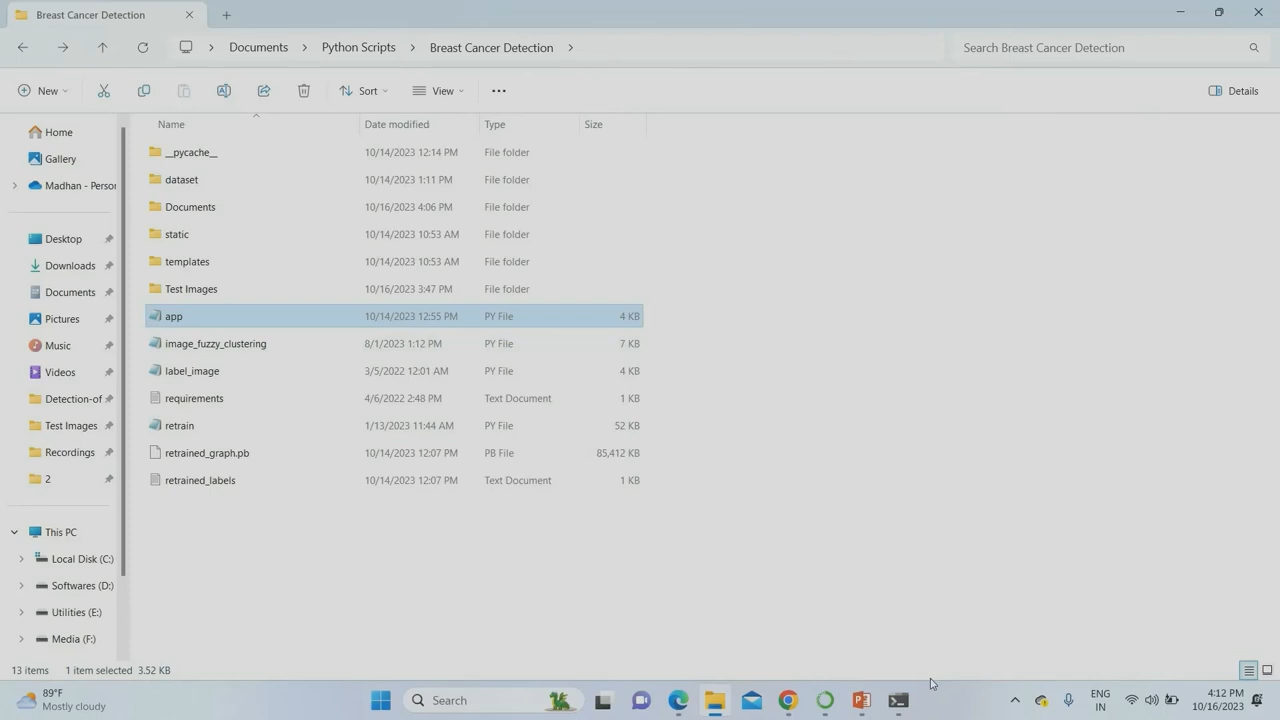 Breast Cancer Detection
Documents > Python Scripts > Breast Cancer Detection >
Search Breast Cancer Detection
New
Sort
View
Details
Name Date modified Type Size
__pycache__ 10/14/2023 12:14 PM File folder
dataset 10/14/2023 1:11 PM File folder
Documents 10/16/2023 4:06 PM File folder
static 10/14/2023 10:53 AM File folder
templates 10/14/2023 10:53 AM File folder
Test Images 10/16/2023 3:47 PM File folder
app 10/14/2023 12:55 PM PY File 4 KB
image_fuzzy_clustering 8/1/2023 1:12 PM PY File 7 KB
label_image 3/5/2022 12:01 AM PY File 4 KB
requirements 4/6/2022 2:48 PM Text Document 1 KB
retrain 1/13/2023 11:44 AM PY File 52 KB
retrained_graph.pb 10/14/2023 12:07 PM PB File 85,412 KB
retrained_labels 10/14/2023 12:07 PM Text Document 1 KB
Home
Gallery
Madhan - Person
Desktop
Downloads
Documents
Pictures
Music
Videos
Detection-of
Test Images
Recordings
2
This PC
Local Disk (C:)
Softwares (D:)
Utilities (E:)
Media (F:)
13 items 1 item selected 3.52 KB
89°F
Mostly cloudy
Search
ENG
IN
4:12 PM
10/16/2023